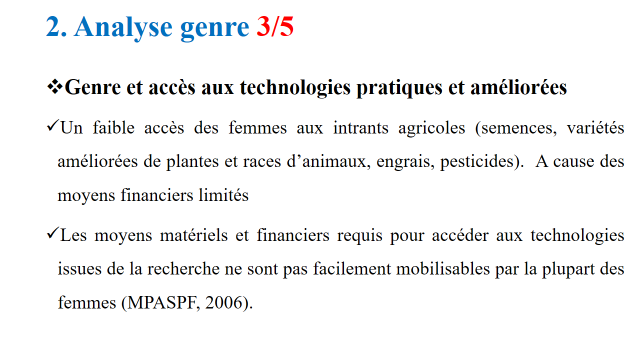 2. Analyse genre 3/5
❖Genre et accès aux technologies pratiques et améliorées
✓Un faible accès des femmes aux intrants agricoles (semences, variétés
améliorées de plantes et races d’animaux, engrais, pesticides). A cause des
moyens financiers limités
✓Les moyens matériels et financiers requis pour accéder aux technologies
issues de la recherche ne sont pas facilement mobilisables par la plupart des
femmes (MPASPF, 2006).